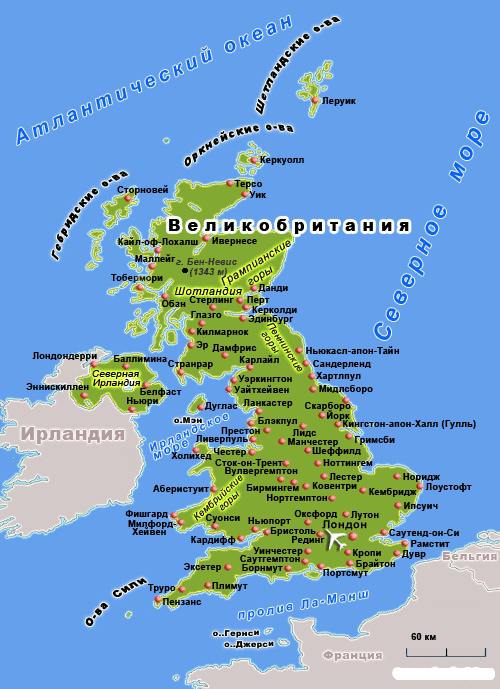 Атлантический океан
Шетландские о-ва
Леруик
Оркнейские о-ва
Керкуолл
Северное море
Гебридские о-ва
Сторновей
Терсо
Уик
Великобритания
Кайл-оф-Лохалш
Ивернесе
Маллейг
г. Бен-Невис
(1343 м)
Грампианские
горы
Тобермори
Шотландия
Данди
Обан
Стерлинг
Перт
Керколди
Глазго
Эдинбург
Килмарнок
Пеннинские
горы
Эр
Дамфрис
Ньюкасл-апон-Тайн
Лондондерри
Баллимина
Странрар
Карлайл
Сандерленд
Северная
Ирландия
Уэркингтон
Хартлпул
Эннискиллен
Белфаст
Уайтхейвен
Мидлсборо
Ньюри
Дуглас
Ланкастер
Скарборо
о.Мэн
Блэкпул
Йорк
Ирландия
Ирландское
море
Престон
Лидс
Кингстон-апон-Халл (Гулль)
Ливерпуль
Манчестер
Гримсби
Холихед
Честер
Шеффилд
Сток-он-Трент
Ноттингем
Вулвергемптон
Лестер
Норидж
Аберистуит
Кембрийские
горы
Бирмингем
Ковентри
Кембридж
Лоустофт
Нортгемптон
Ипсуич
Фишгард
Суонси
Оксфорд
Лутон
Милфорд-
Хейвен
Ньюпорт
Лондон
Бристоль
Саутенд-он-Си
Кардифф
Рединг
Рамстит
Уинчестер
Кропи
Дувр
Бельгия
Эксетер
Саутгемптон
Брайтон
Борнмут
Портсмут
О-ва Сили
Труро
Плимут
Пензанс
пролив Ла-Манш
о..Гернси
о..Джерси
60 км
Франция